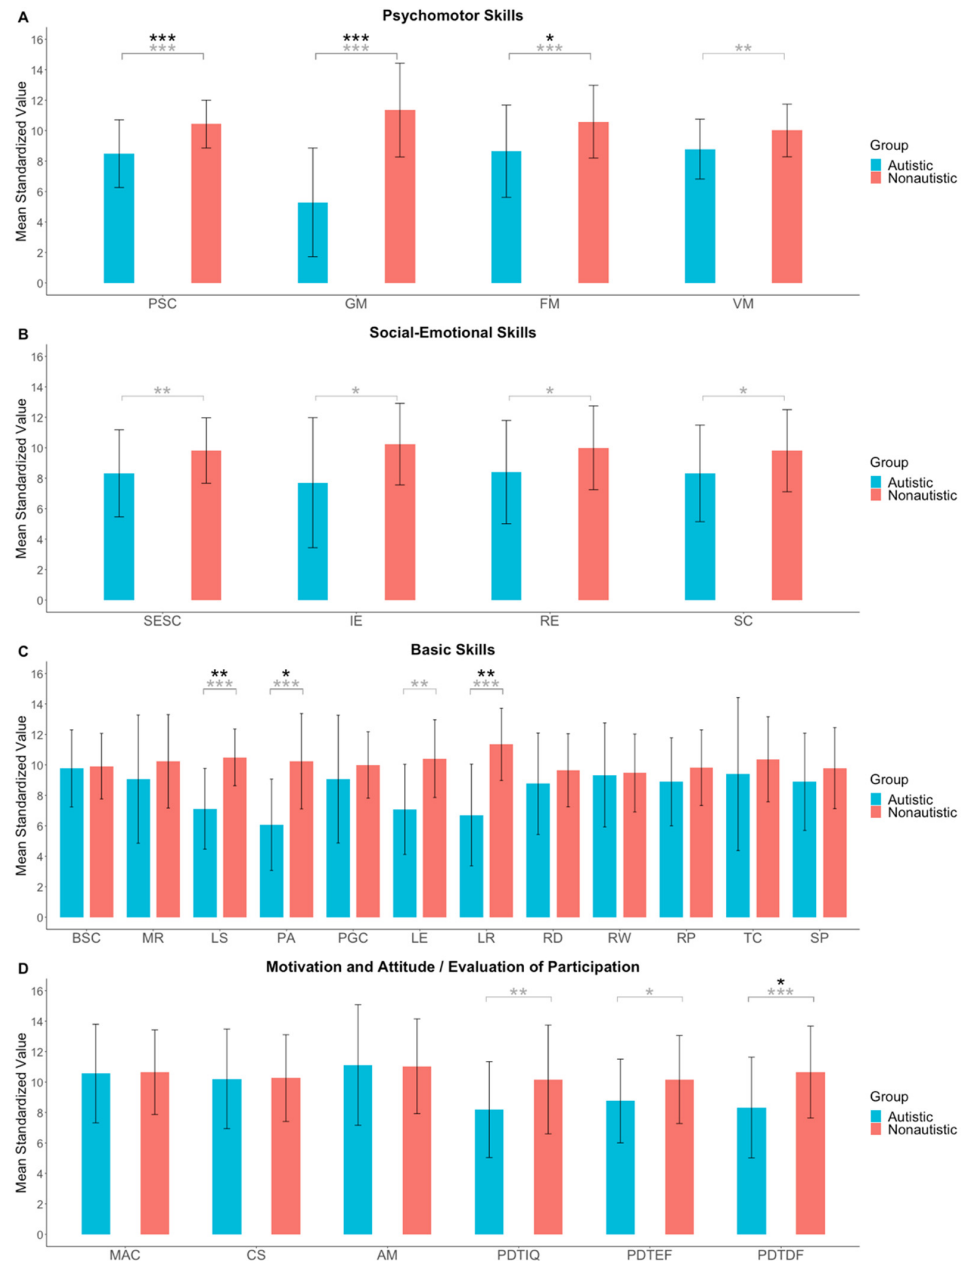 A
Psychomotor Skills
Mean Standardized Value
16
14
12
10
8
6
4
2
0
*** *** *
*** *** *** **
PSC GM FM VM
Group
Autistic
Nonautistic
B
Social-Emotional Skills
Mean Standardized Value
16
14
12
10
8
6
4
2
0
** * * *
SESC IE RE SC
Group
Autistic
Nonautistic
C
Basic Skills
Mean Standardized Value
16
14
12
10
8
6
4
2
0
** * **
*** *** ** ***
BSC MR LS PA PGC LE LR RD RW RP TC SP
Group
Autistic
Nonautistic
D
Motivation and Attitude / Evaluation of Participation
Mean Standardized Value
16
14
12
10
8
6
4
2
0
*
** * ***
MAC CS AM PDTIQ PDTEF PDTDF
Group
Autistic
Nonautistic